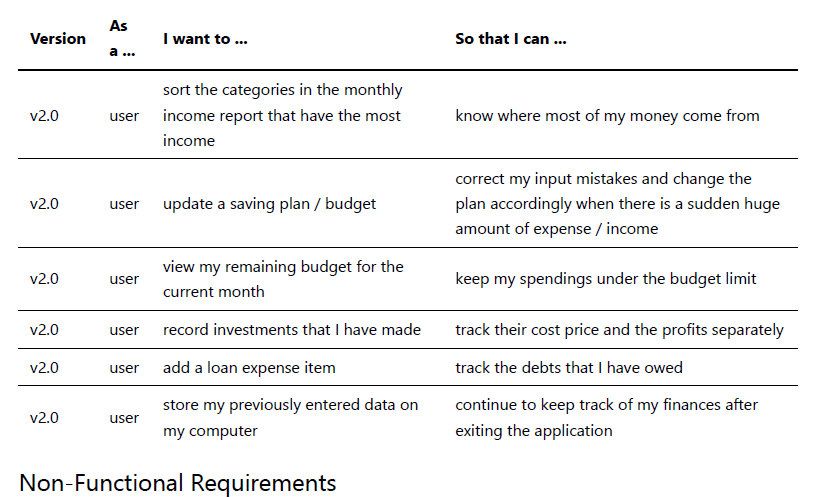 Version As a ... I want to ... So that I can ...
v2.0 user sort the categories in the monthly income report that have the most income know where most of my money come from
v2.0 user update a saving plan / budget correct my input mistakes and change the plan accordingly when there is a sudden huge amount of expense / income
v2.0 user view my remaining budget for the current month keep my spendings under the budget limit
v2.0 user record investments that I have made track their cost price and the profits separately
v2.0 user add a loan expense item track the debts that I have owed
v2.0 user store my previously entered data on my computer continue to keep track of my finances after exiting the application
Non-Functional Requirements